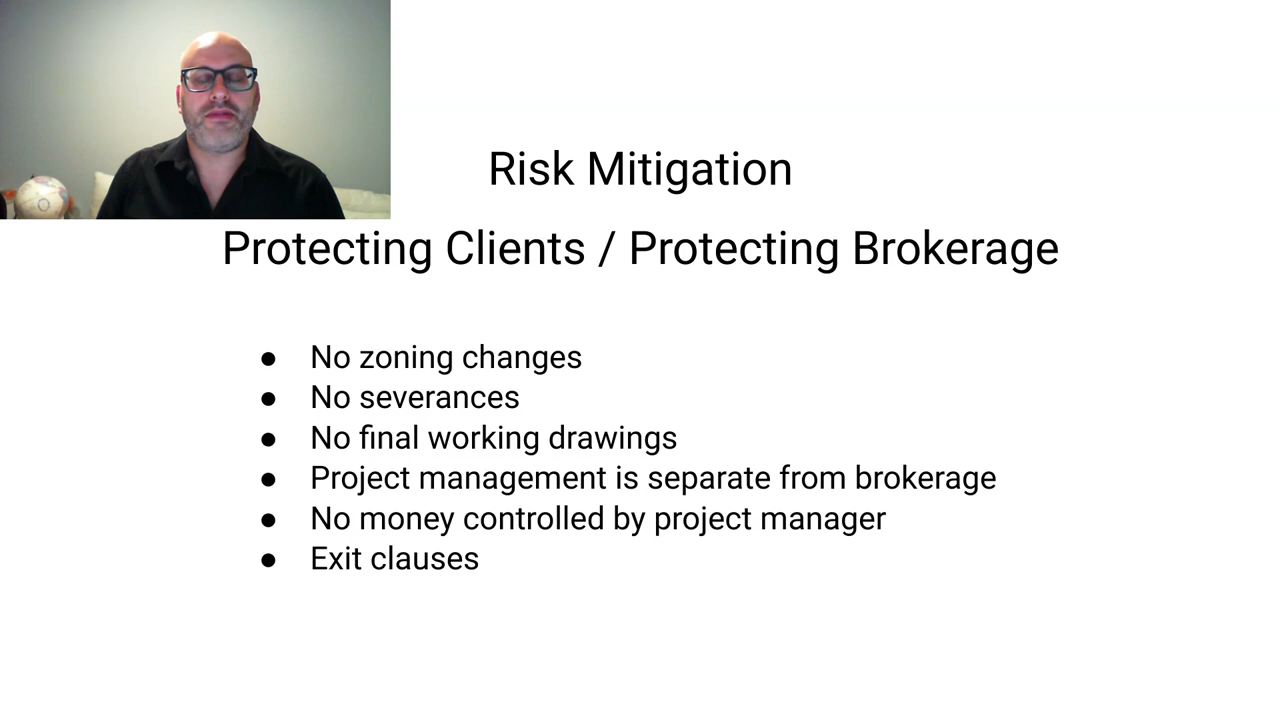 Risk Mitigation
Protecting Clients / Protecting Brokerage
● No zoning changes
● No severances
● No final working drawings
● Project management is separate from brokerage
● No money controlled by project manager
● Exit clauses